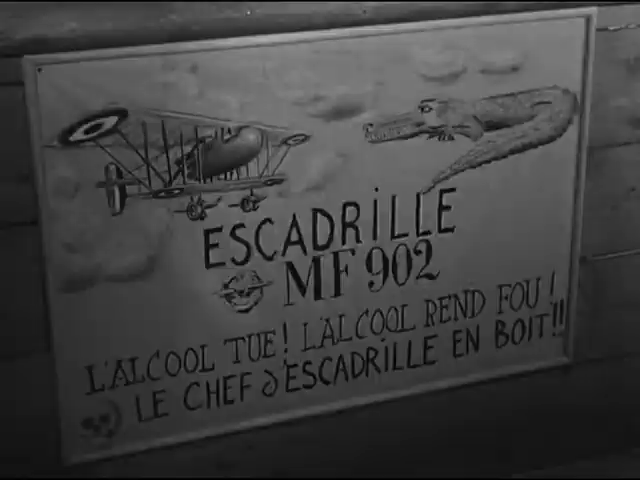 ESCADRiLLE
MF 902
L'ALCOOL TUE! L'ALCOOL REND FOU!
LE CHEF d'ESCADRILLE EN BOIT!!